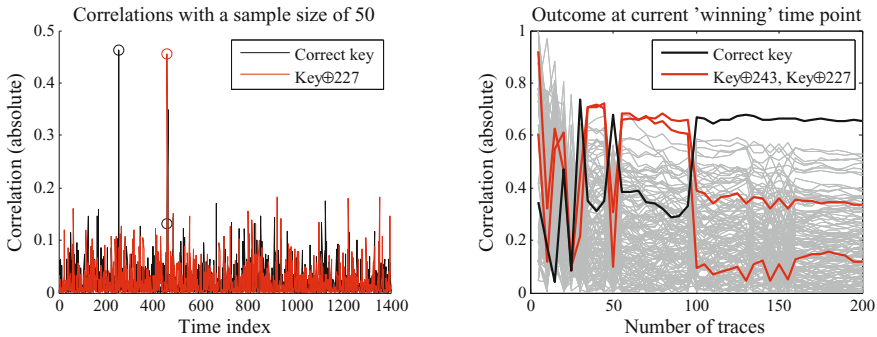 Correlations with a sample size of 50
Correlation (absolute)
0.5
0.4
0.3
0.2
0.1
0
Correct key
Key⊕227
0 200 400 600 800 1000 1200 1400
Time index
Outcome at current ’winning’ time point
Correlation (absolute)
1
0.8
0.6
0.4
0.2
0
Correct key
Key⊕243, Key⊕227
0 50 100 150 200
Number of traces